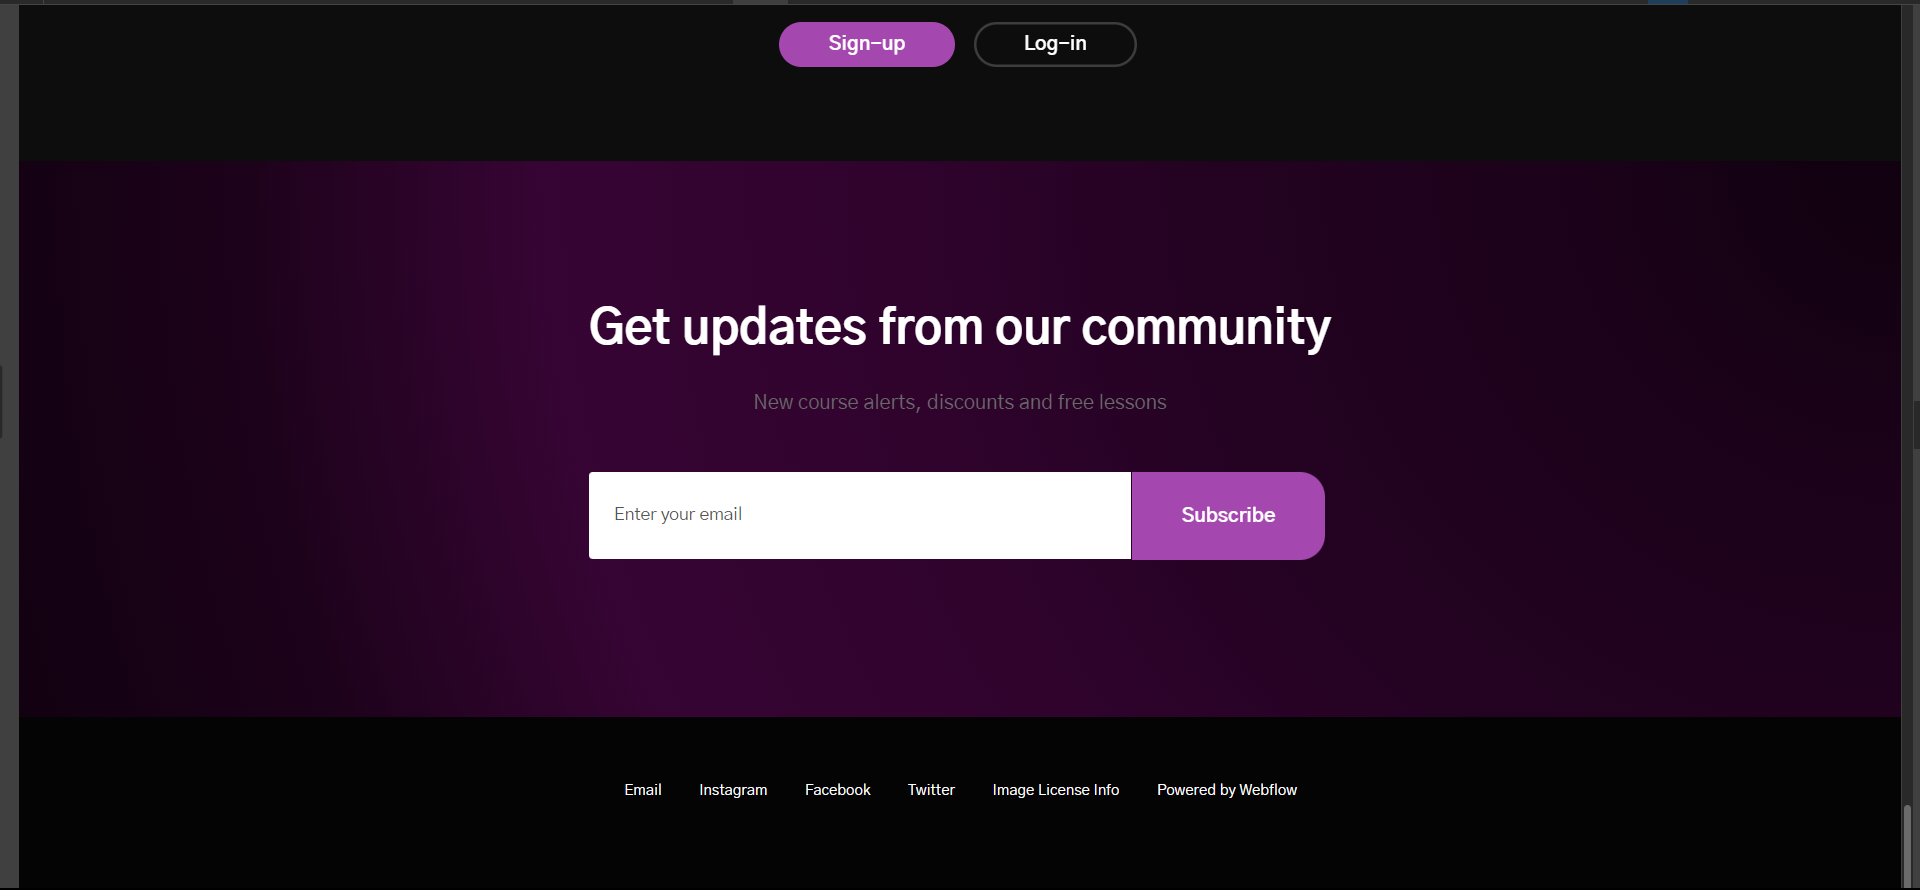 Sign-up Log-in
Get updates from our community
New course alerts, discounts and free lessons
Enter your email Subscribe
Email Instagram Facebook Twitter Image License Info Powered by Webflow